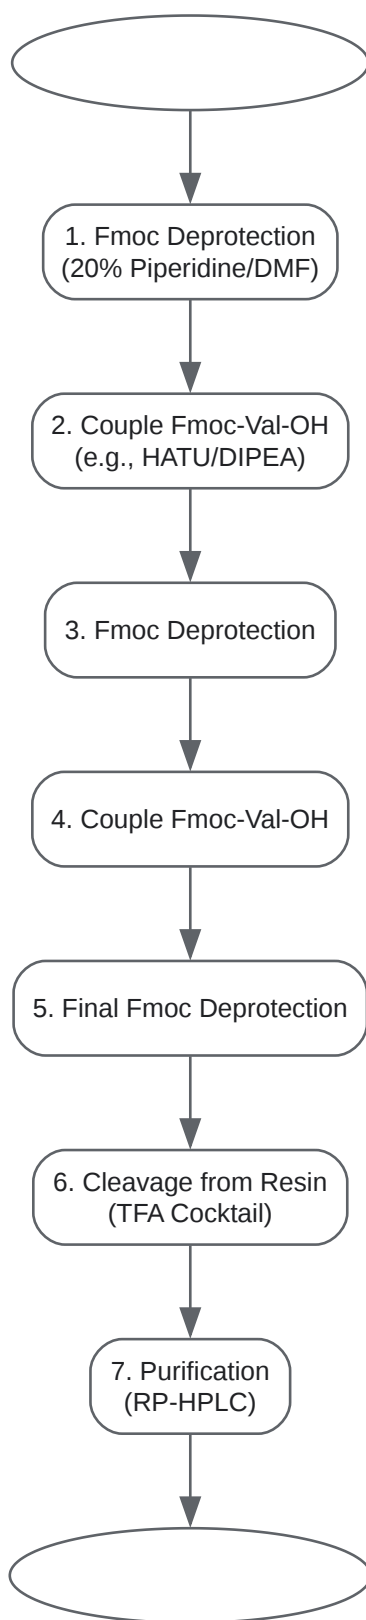 1. Fmoc Deprotection
(20% Piperidine/DMF)
2. Couple Fmoc-Val-OH
(e.g., HATU/DIPEA)
3. Fmoc Deprotection
4. Couple Fmoc-Val-OH
5. Final Fmoc Deprotection
6. Cleavage from Resin
(TFA Cocktail)
7. Purification
(RP-HPLC)